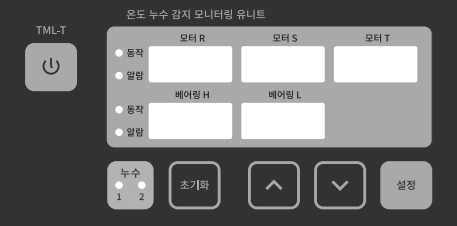 온도 누수 감지 모니터링 유니트
TML-T
모터 R 모터 S 모터 T
동작
알람
베어링 H 베어링 L
동작
알람
누수
1 2
초기화
설정